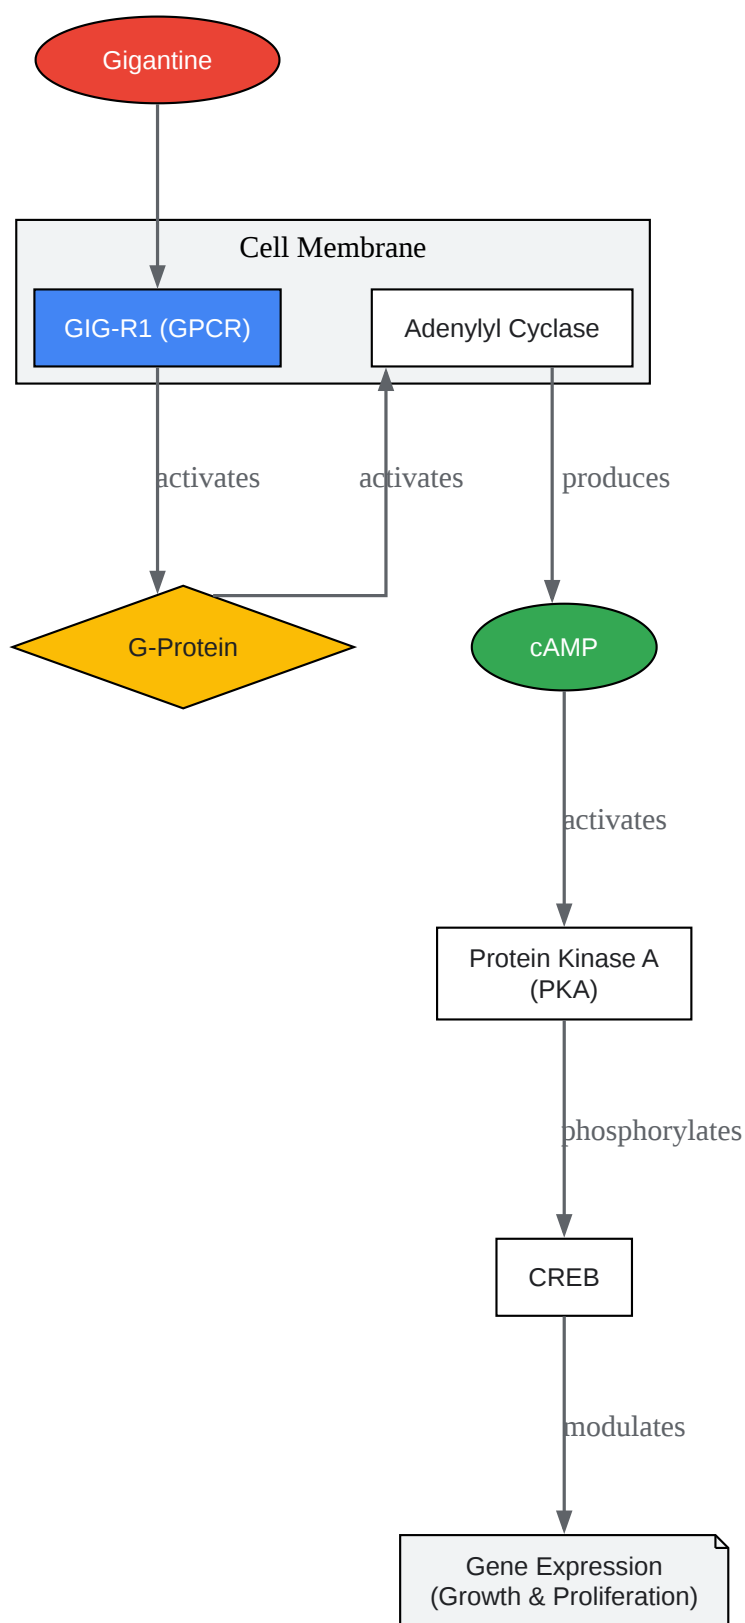 Gigantine
Cell Membrane
GIG-R1 (GPCR)
Adenylyl Cyclase
activates
activates
produces
G-Protein
cAMP
activates
Protein Kinase A
(PKA)
phosphorylates
CREB
modulates
Gene Expression
(Growth & Proliferation)